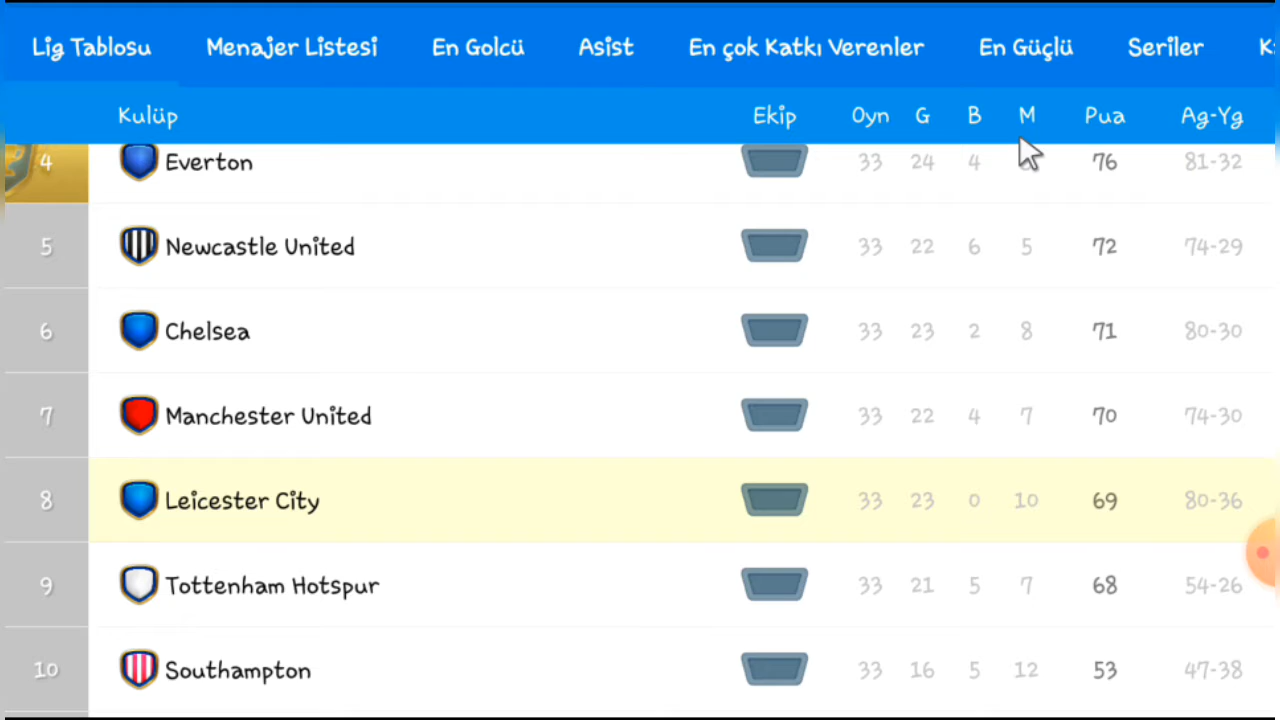 Lig Tablosu Menajer Listesi En Golcü Asist En çok Katkı Verenler En Güçlü Seriler
Kulüp Ekip Oyn G B M Pua Ag-Yg
4 Everton 33 24 4 76 81-32
5 Newcastle United 33 22 6 5 72 74-29
6 Chelsea 33 23 2 8 71 80-30
7 Manchester United 33 22 4 7 70 74-30
8 Leicester City 33 23 0 10 69 80-36
9 Tottenham Hotspur 33 21 5 7 68 54-26
10 Southampton 33 16 5 12 53 47-38